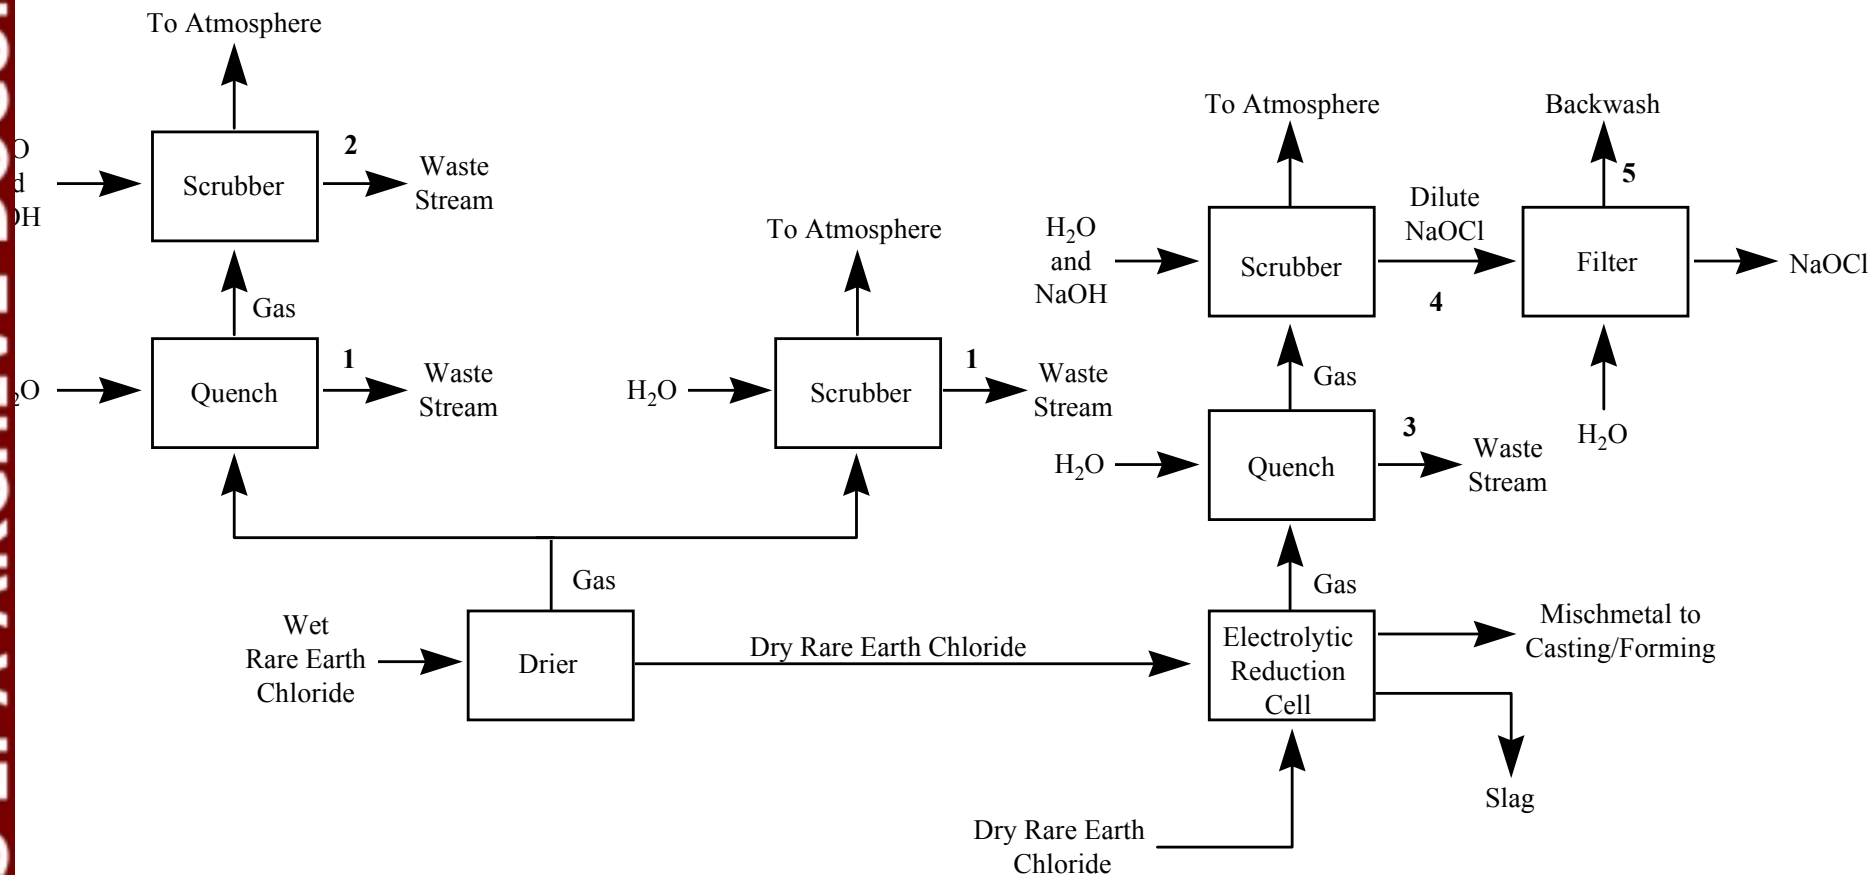 To Atmosphere
2
Scrubber
Waste
Stream
Gas
1
Quench
Waste
Stream
To Atmosphere
H₂O
Scrubber
1
Waste
Stream
Gas
Wet
Rare Earth
Chloride
Drier
Dry Rare Earth Chloride
To Atmosphere
Backwash
5
H₂O
and
NaOH
Scrubber
Dilute
NaOCl
4
Filter
NaOCl
H₂O
Gas
H₂O
Quench
3
Waste
Stream
Gas
Electrolytic
Reduction
Cell
Mischmetal to
Casting/Forming
Slag
Dry Rare Earth
Chloride